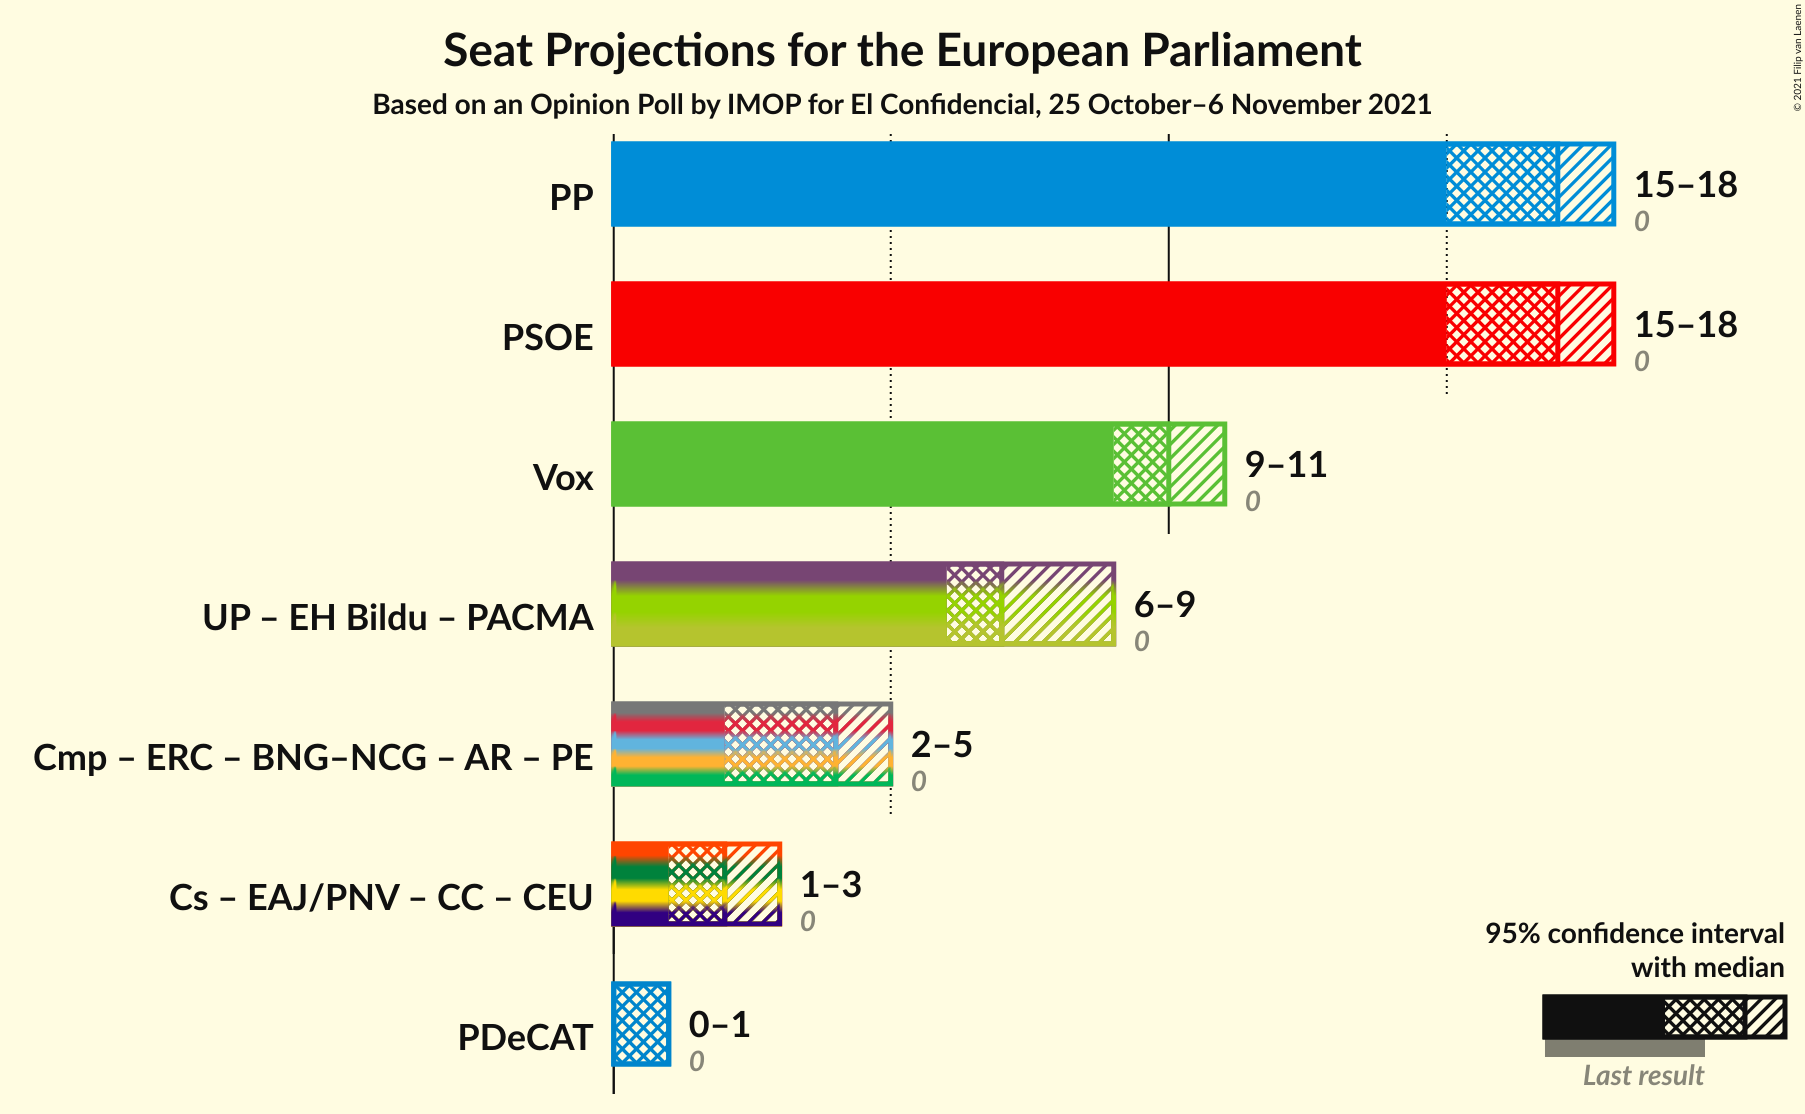 Seat Projections for the European Parliament
Based on an Opinion Poll by IMOP for El Confidencial, 25 October–6 November 2021
© 2021 Filip van Laenen
PP
15–18
0
PSOE
15–18
0
Vox
9–11
0
UP – EH Bildu – PACMA
6–9
0
Cmp – ERC – BNG–NCG – AR – PE
2–5
0
Cs – EAJ/PNV – CC – CEU
1–3
0
PDeCAT
0–1
0
95% confidence interval
with median
Last result